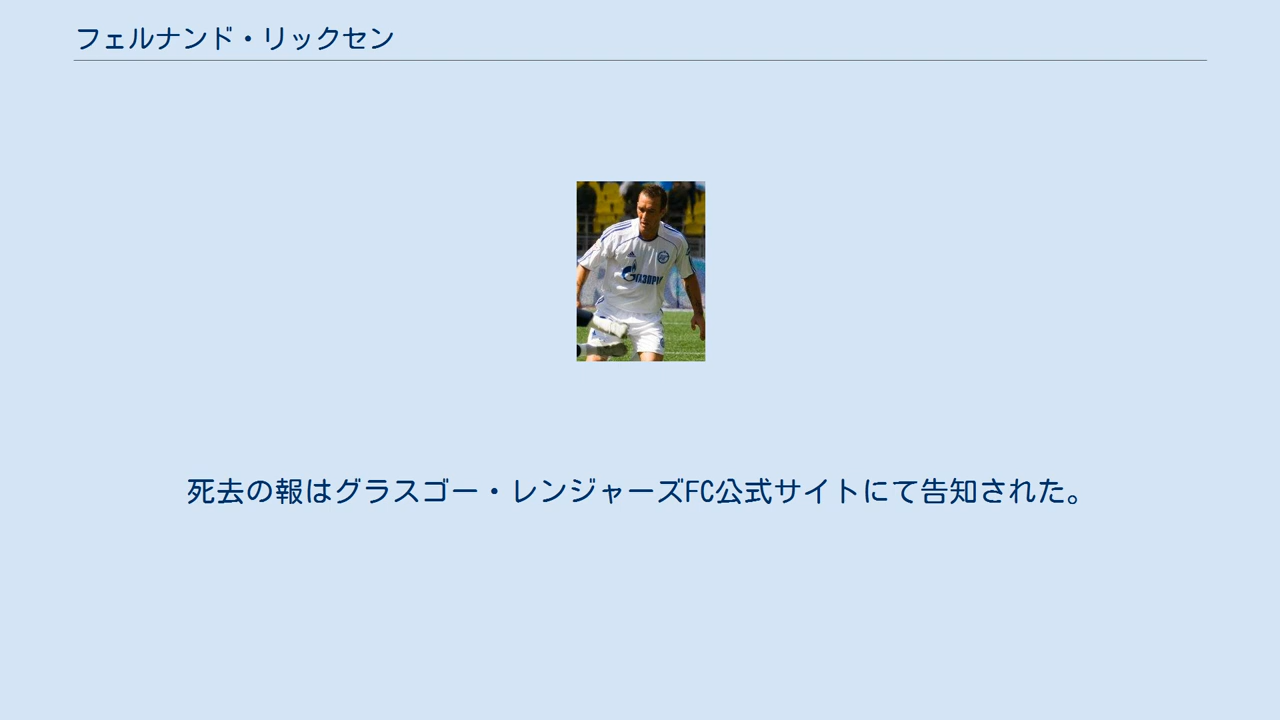 フェルナンド・リックセン
ГАЗПРОМ
死去の報はグラスゴー・レンジャーズFC公式サイトにて告知された。